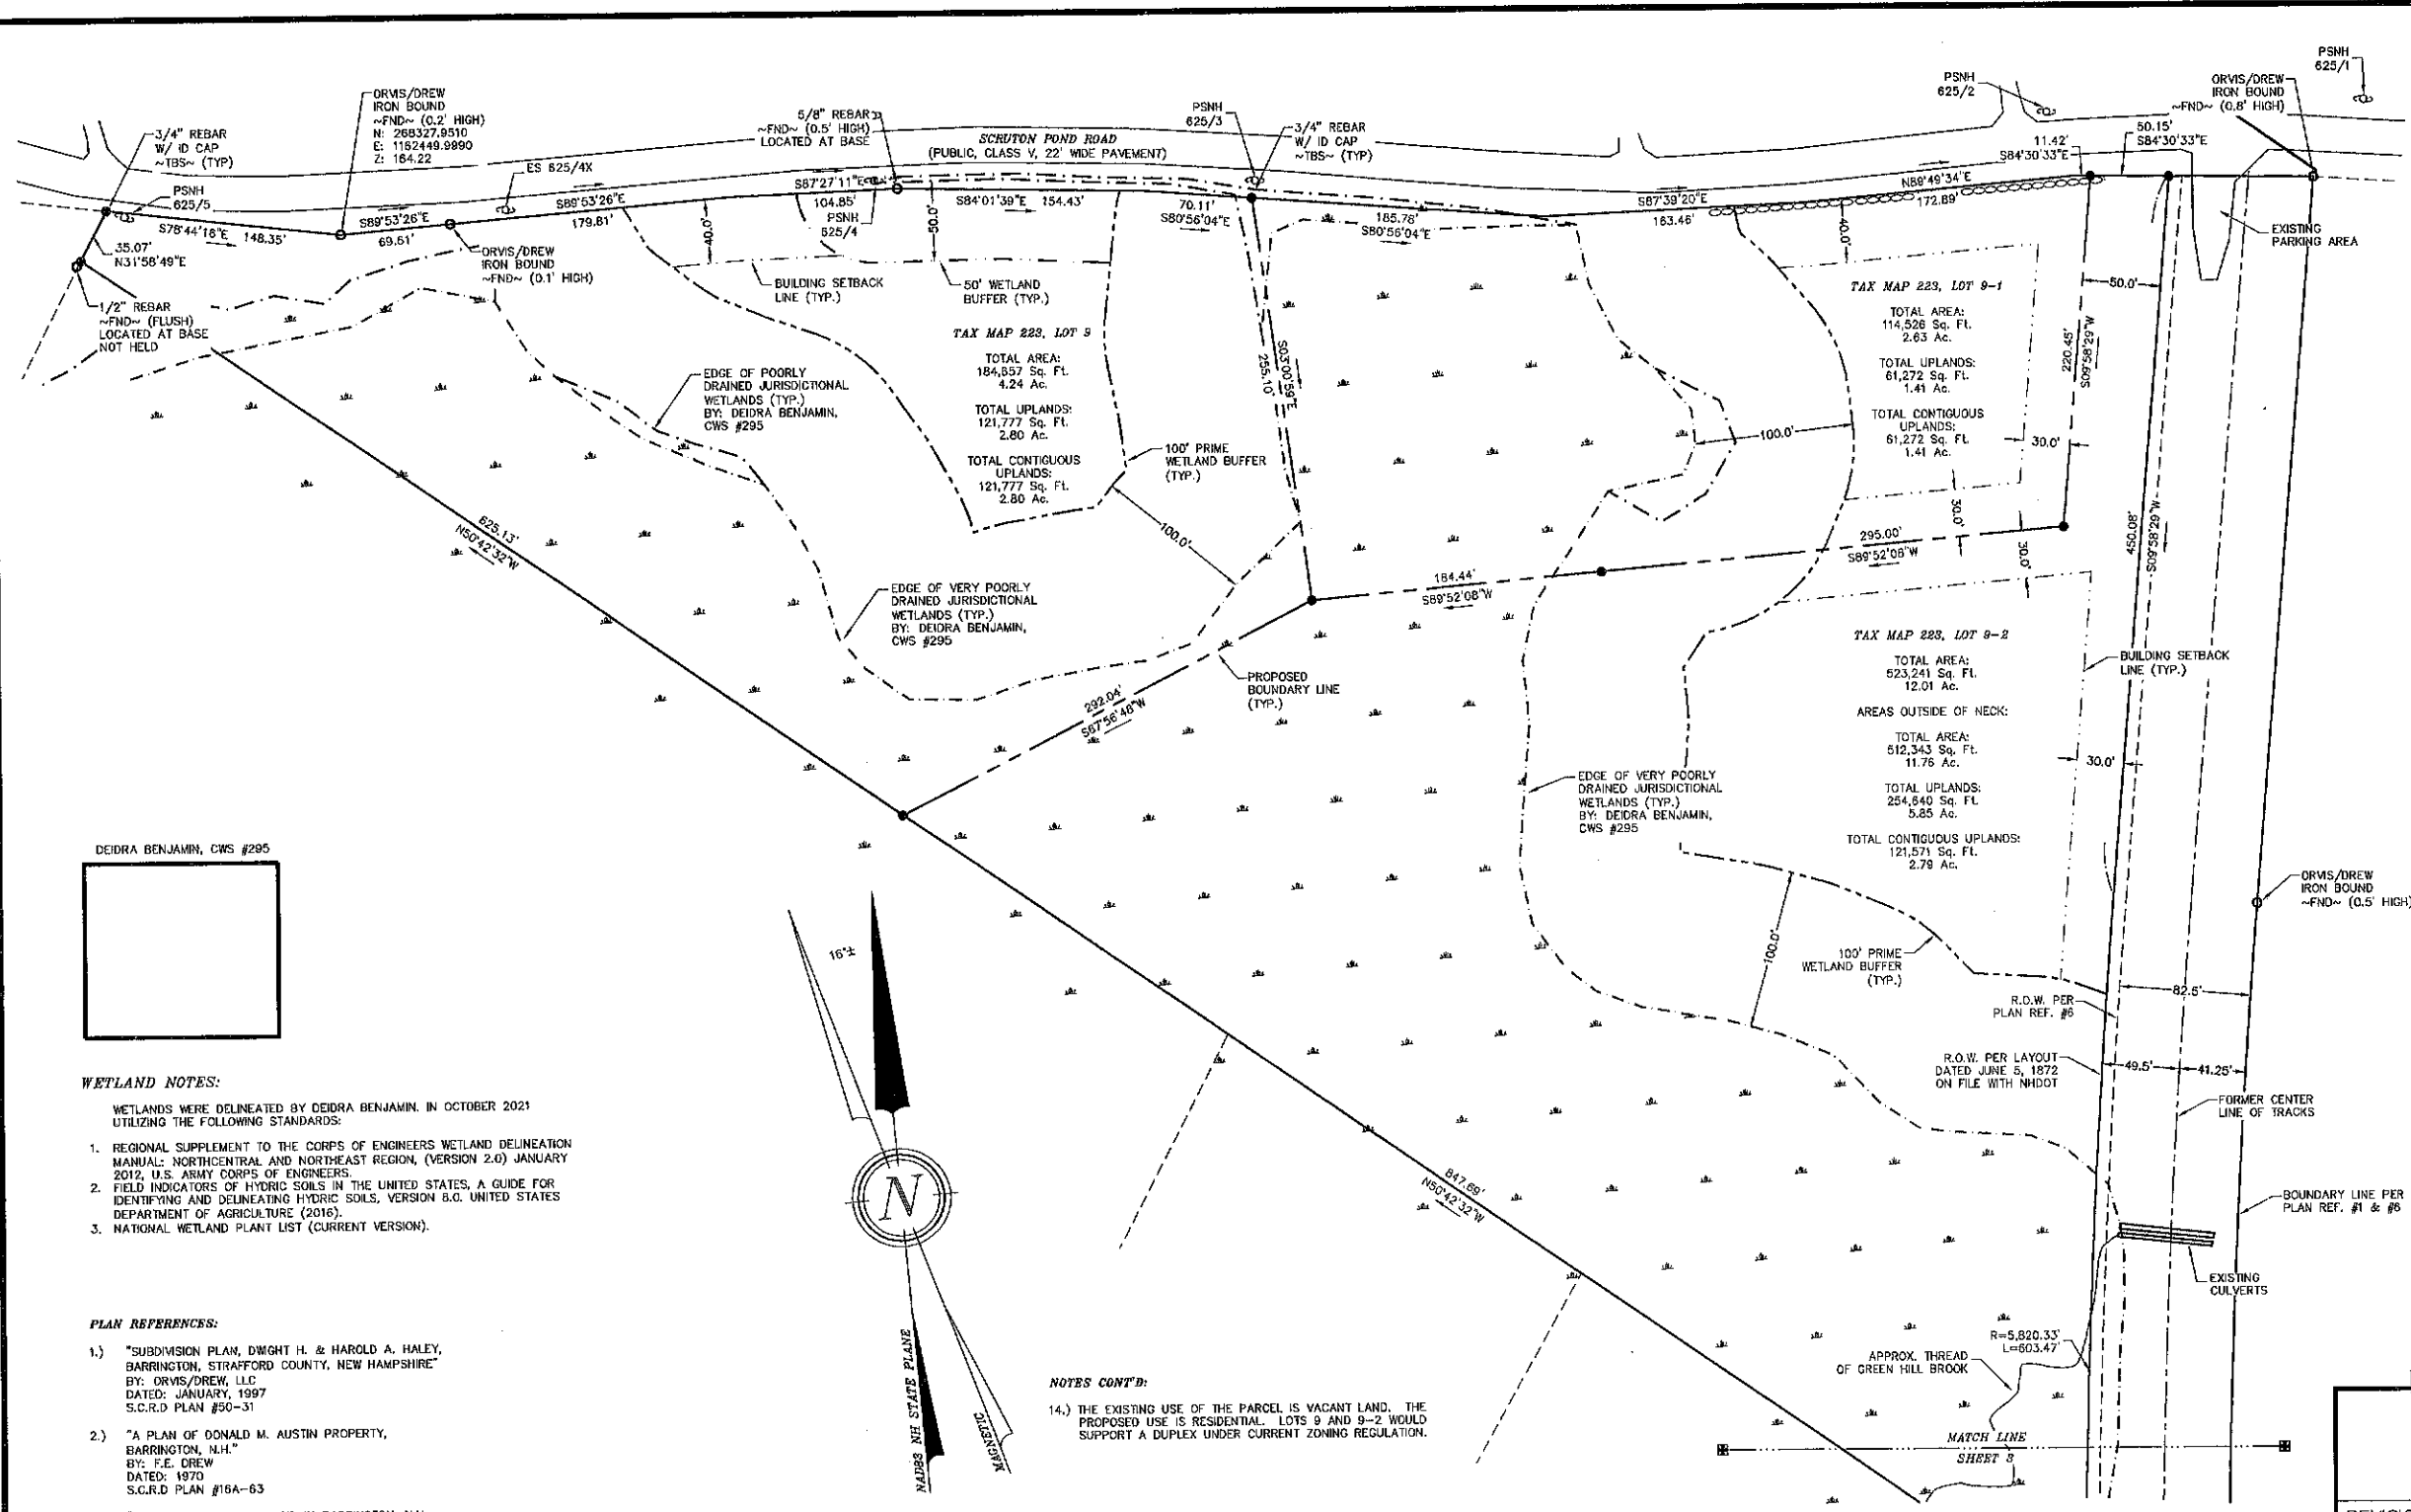 PSNH
625/1
PSNH
625/2
ORVIS/DREW
IRON BOUND
~FND~ (0.8' HIGH)
ORVIS/DREW
IRON BOUND
~FND~ (0.2' HIGH)
N: 268327.9510
E: 1162449.9990
Z: 164.22
3/4" REBAR
W/ ID CAP
~TBS~ (TYP)
5/8" REBAR
~FND~ (0.5' HIGH)
LOCATED AT BASE
SCRUTON POND ROAD
(PUBLIC, CLASS V, 22' WIDE PAVEMENT)
PSNH
625/3
3/4" REBAR
W/ ID CAP
~TBS~ (TYP)
11.42'
S84°30'33"E
50.15'
S84°30'33"E
ES 625/4X
PSNH
625/5
S78°44'16"E
148.35'
S89°53'26"E
69.61'
S89°53'26"E
179.81'
S87°27'11"E
104.85'
PSNH
625/4
S84°01'39"E
154.43'
70.11'
S80°56'04"E
185.78'
S80°56'04"E
S87°39'20"E
163.46'
N89°49'34"E
172.89'
EXISTING
PARKING AREA
35.07'
N31°58'49"E
ORVIS/DREW
IRON BOUND
~FND~ (0.1' HIGH)
40.0'
50.0'
40.0'
50.0'
BUILDING SETBACK
LINE (TYP.)
50' WETLAND
BUFFER (TYP.)
1/2" REBAR
~FND~ (FLUSH)
LOCATED AT BASE
NOT HELD
TAX MAP 223, LOT 9
TOTAL AREA:
184,657 Sq. Ft.
4.24 Ac.
TOTAL UPLANDS:
121,777 Sq. Ft.
2.80 Ac.
TOTAL CONTIGUOUS
UPLANDS:
121,777 Sq. Ft.
2.80 Ac.
TAX MAP 223, LOT 9-1
TOTAL AREA:
114,526 Sq. Ft.
2.63 Ac.
TOTAL UPLANDS:
61,272 Sq. Ft.
1.41 Ac.
TOTAL CONTIGUOUS
UPLANDS:
61,272 Sq. Ft.
1.41 Ac.
220.45'
S09°58'29"W
EDGE OF POORLY
DRAINED JURISDICTIONAL
WETLANDS (TYP.)
BY: DEIDRA BENJAMIN,
CWS #295
255.10'
S03°00'59"E
100' PRIME
WETLAND BUFFER
(TYP.)
100.0'
100.0'
30.0'
30.0'
30.0'
625.13'
N50°42'32"W
295.00'
S89°52'08"W
184.44'
S89°52'08"W
450.08'
S09°58'29"W
EDGE OF VERY POORLY
DRAINED JURISDICTIONAL
WETLANDS (TYP.)
BY: DEIDRA BENJAMIN,
CWS #295
292.04'
S87°56'48"W
PROPOSED
BOUNDARY LINE
(TYP.)
TAX MAP 223, LOT 9-2
TOTAL AREA:
523,241 Sq. Ft.
12.01 Ac.
AREAS OUTSIDE OF NECK:
TOTAL AREA:
512,343 Sq. Ft.
11.76 Ac.
TOTAL UPLANDS:
254,640 Sq. Ft.
5.85 Ac.
TOTAL CONTIGUOUS UPLANDS:
121,571 Sq. Ft.
2.79 Ac.
BUILDING SETBACK
LINE (TYP.)
30.0'
EDGE OF VERY POORLY
DRAINED JURISDICTIONAL
WETLANDS (TYP.)
BY: DEIDRA BENJAMIN,
CWS #295
ORVIS/DREW
IRON BOUND
~FND~ (0.5' HIGH)
100.0'
100' PRIME
WETLAND BUFFER
(TYP.)
82.5'
R.O.W. PER
PLAN REF. #6
R.O.W. PER LAYOUT
DATED JUNE 5, 1872
ON FILE WITH NHDOT
49.5'
41.25'
FORMER CENTER
LINE OF TRACKS
BOUNDARY LINE PER
PLAN REF. #1 & #6
EXISTING
CULVERTS
847.69'
N50°42'32"W
R=5,820.33'
L=603.47'
APPROX. THREAD
OF GREEN HILL BROOK
MATCH LINE
SHEET 3
DEIDRA BENJAMIN, CWS #295
16°±
N
NAD83 NH STATE PLANE
MAGNETIC
WETLAND NOTES:
WETLANDS WERE DELINEATED BY DEIDRA BENJAMIN. IN OCTOBER 2021
UTILIZING THE FOLLOWING STANDARDS:
1. REGIONAL SUPPLEMENT TO THE CORPS OF ENGINEERS WETLAND DELINEATION
MANUAL: NORTHCENTRAL AND NORTHEAST REGION, (VERSION 2.0) JANUARY
2012, U.S. ARMY CORPS OF ENGINEERS.
2. FIELD INDICATORS OF HYDRIC SOILS IN THE UNITED STATES, A GUIDE FOR
IDENTIFYING AND DELINEATING HYDRIC SOILS, VERSION 8.0. UNITED STATES
DEPARTMENT OF AGRICULTURE (2016).
3. NATIONAL WETLAND PLANT LIST (CURRENT VERSION).
PLAN REFERENCES:
1.) "SUBDIVISION PLAN, DWIGHT H. & HAROLD A. HALEY,
BARRINGTON, STRAFFORD COUNTY, NEW HAMPSHIRE"
BY: ORVIS/DREW, LLC
DATED: JANUARY, 1997
S.C.R.D PLAN #50-31
2.) "A PLAN OF DONALD M. AUSTIN PROPERTY,
BARRINGTON, N.H."
BY: F.E. DREW
DATED: 1970
S.C.R.D PLAN #16A-63
NOTES CONT'D:
14.) THE EXISTING USE OF THE PARCEL IS VACANT LAND. THE
PROPOSED USE IS RESIDENTIAL. LOTS 9 AND 9-2 WOULD
SUPPORT A DUPLEX UNDER CURRENT ZONING REGULATION.